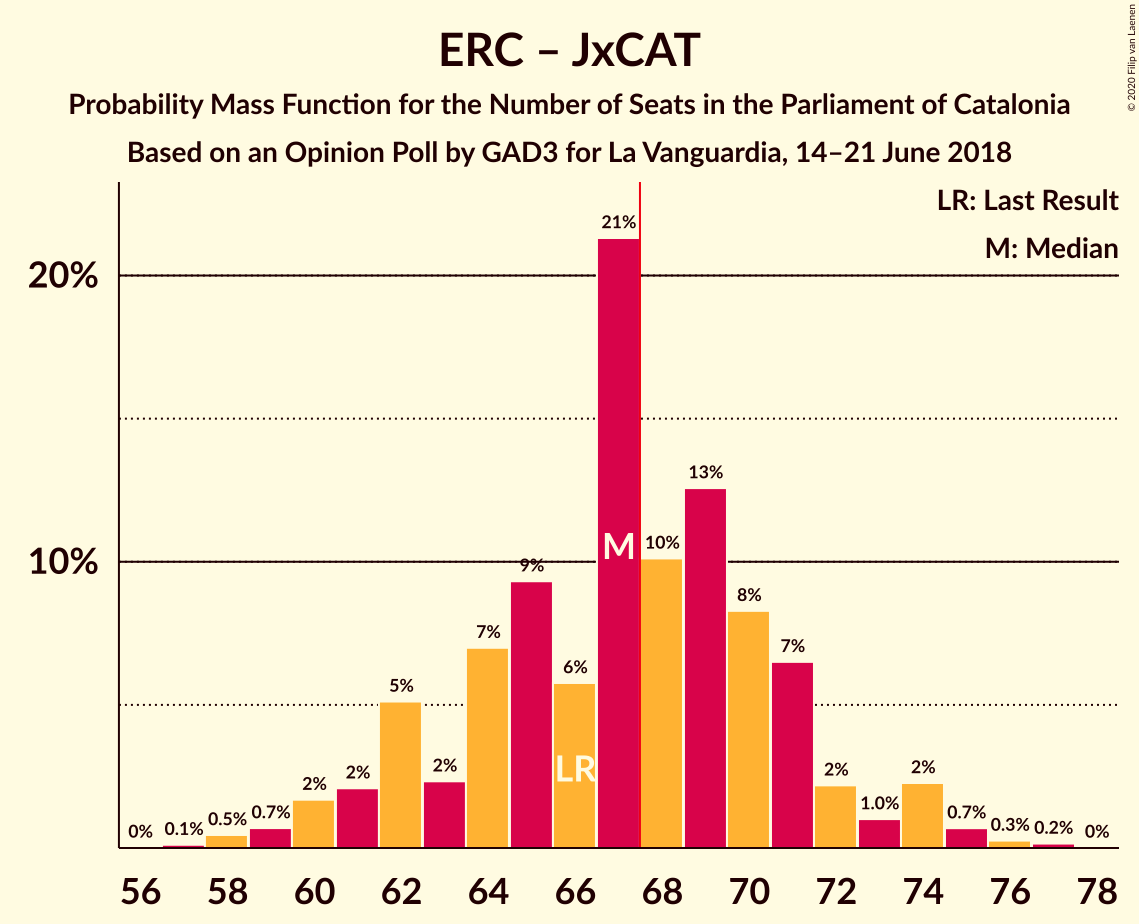 ERC – JxCAT
Probability Mass Function for the Number of Seats in the Parliament of Catalonia
Based on an Opinion Poll by GAD3 for La Vanguardia, 14–21 June 2018
© 2020 Filip van Laenen
LR: Last Result
M: Median
20%
10%
0%
0.1%
0.5%
0.7%
2%
2%
5%
2%
7%
9%
6%
21%
10%
13%
8%
7%
2%
1.0%
2%
0.7%
0.3%
0.2%
0%
M
LR
56 58 60 62 64 66 68 70 72 74 76 78